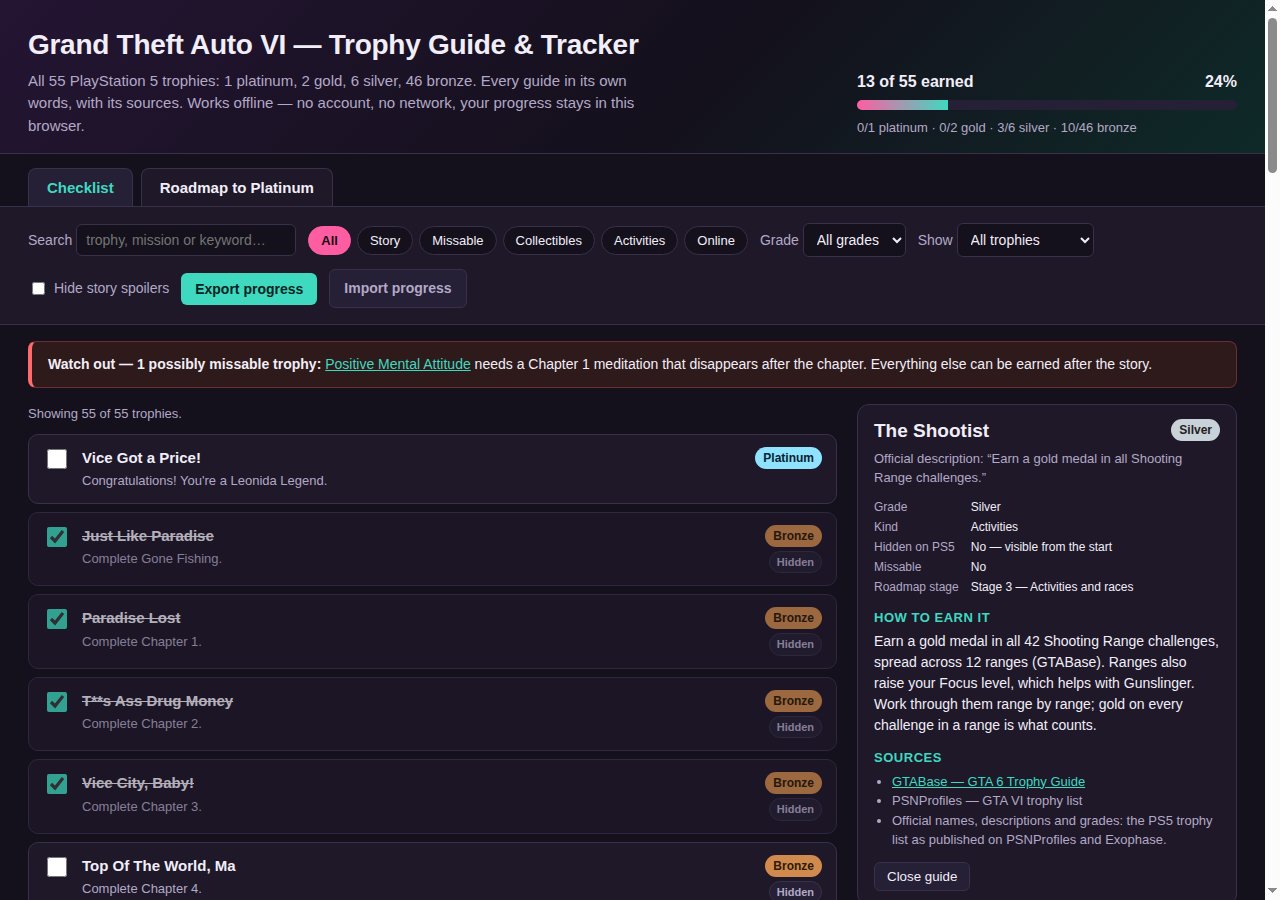 Grand Theft Auto VI — Trophy Guide & Tracker
All 55 PlayStation 5 trophies: 1 platinum, 2 gold, 6 silver, 46 bronze. Every guide in its own
words, with its sources. Works offline — no account, no network, your progress stays in this
browser.
13 of 55 earned 24%
0/1 platinum · 0/2 gold · 3/6 silver · 10/46 bronze
Checklist Roadmap to Platinum
Search trophy, mission or keyword… All Story Missable Collectibles Activities Online Grade All grades Show All trophies
Hide story spoilers Export progress Import progress
Watch out — 1 possibly missable trophy: Positive Mental Attitude needs a Chapter 1 meditation that disappears after the chapter. Everything else can be earned after the story.
Showing 55 of 55 trophies.
Vice Got a Price! Platinum
Congratulations! You're a Leonida Legend.
Just Like Paradise Bronze
Complete Gone Fishing. Hidden
Paradise Lost Bronze
Complete Chapter 1. Hidden
T**s Ass Drug Money Bronze
Complete Chapter 2. Hidden
Vice City, Baby! Bronze
Complete Chapter 3. Hidden
Top Of The World, Ma Bronze
Complete Chapter 4. Hidden
The Shootist Silver
Official description: “Earn a gold medal in all Shooting
Range challenges.”
Grade Silver
Kind Activities
Hidden on PS5 No — visible from the start
Missable No
Roadmap stage Stage 3 — Activities and races
HOW TO EARN IT
Earn a gold medal in all 42 Shooting Range challenges,
spread across 12 ranges (GTABase). Ranges also
raise your Focus level, which helps with Gunslinger.
Work through them range by range; gold on every
challenge in a range is what counts.
SOURCES
GTABase — GTA 6 Trophy Guide
PSNProfiles — GTA VI trophy list
Official names, descriptions and grades: the PS5 trophy
list as published on PSNProfiles and Exophase.
Close guide